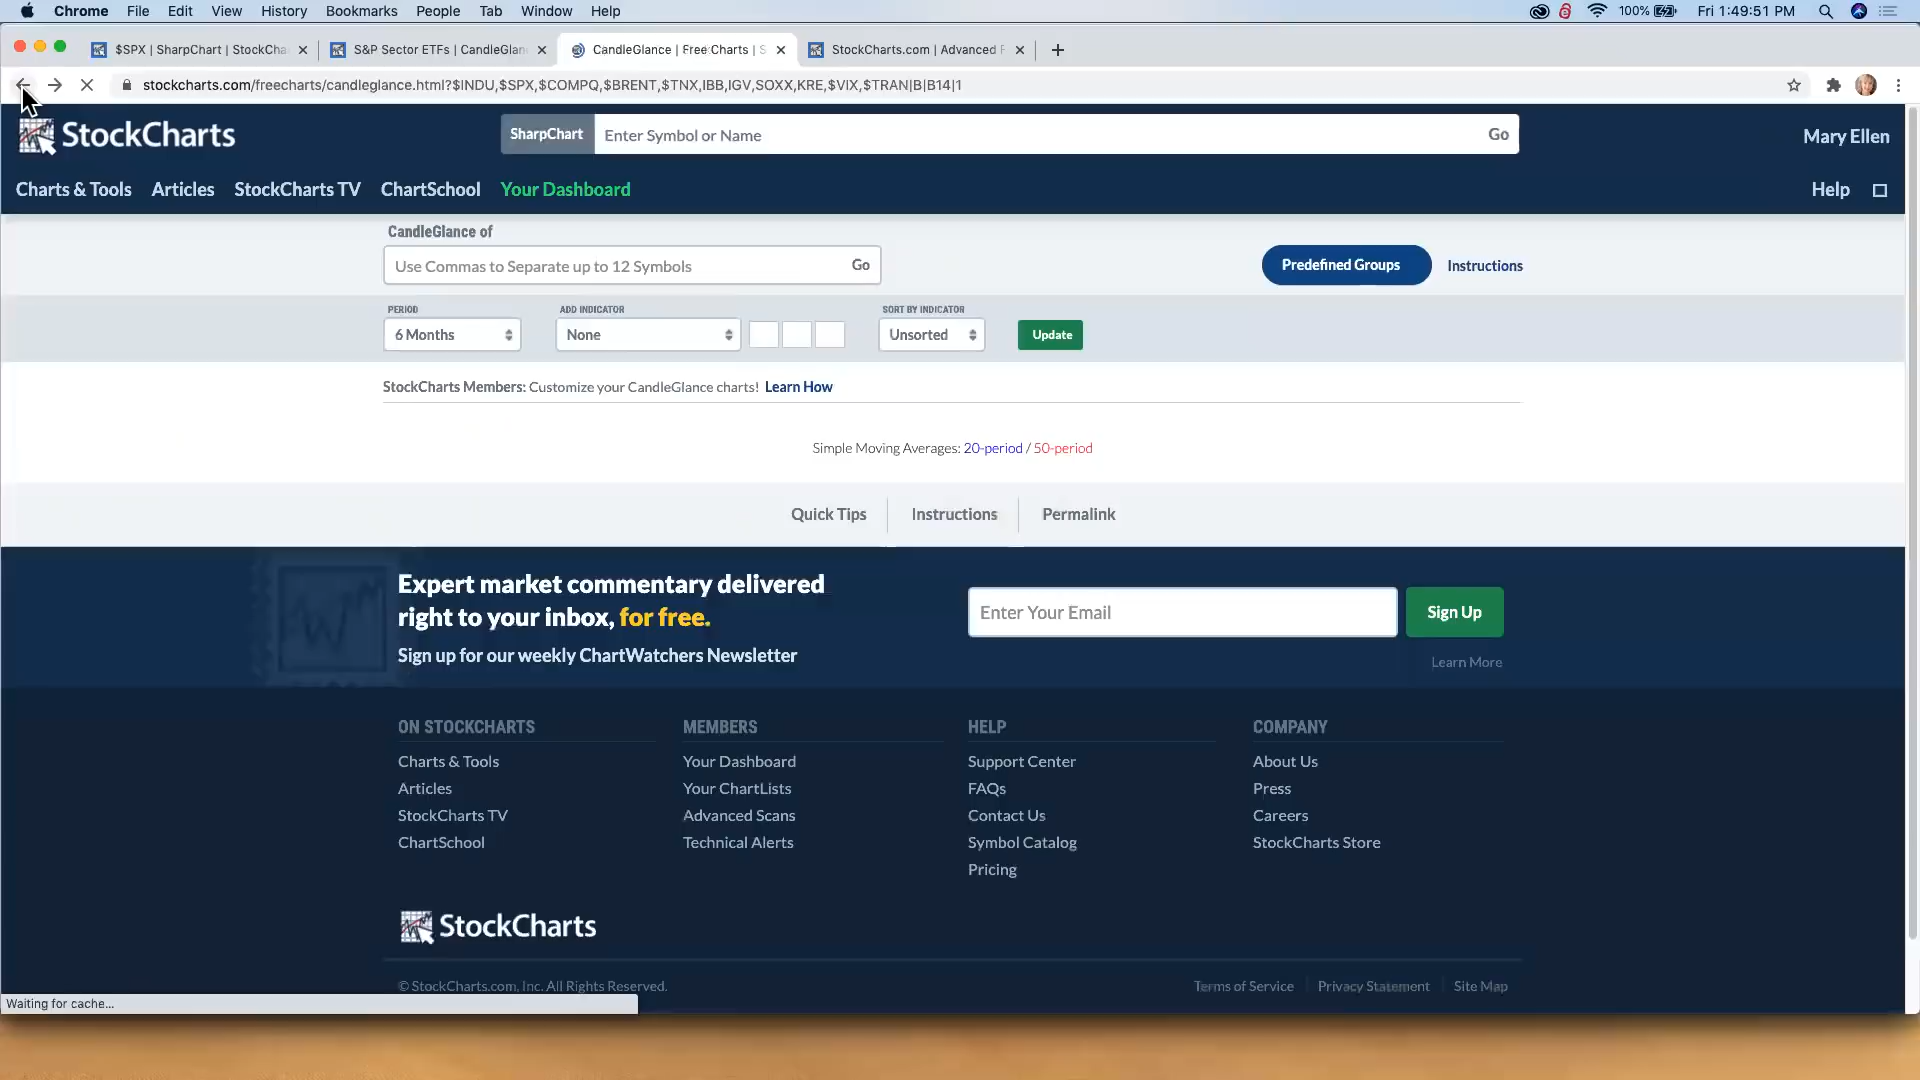 Chrome File Edit View History Bookmarks People Tab Window Help 100% Fri 1:49:51 PM
$SPX | SharpChart | StockCha S&P Sector ETFs | CandleGlan CandleGlance | FreeCharts | S StockCharts.com | Advanced
stockcharts.com/freecharts/candleglance.html?$INDU,$SPX,$COMPQ,$BRENT,$TNX,IBB,IGV,SOXX,KRE,$VIX,$TRAN|B|B14|1
StockCharts SharpChart Enter Symbol or Name Go Mary Ellen
Charts & Tools Articles StockCharts TV ChartSchool Your Dashboard Help
CandleGlance of
Use Commas to Separate up to 12 Symbols Go Predefined Groups Instructions
PERIOD ADD INDICATOR SORT BY INDICATOR
6 Months None Unsorted Update
StockCharts Members: Customize your CandleGlance charts! Learn How
Simple Moving Averages: 20-period / 50-period
Quick Tips Instructions Permalink
Expert market commentary delivered
right to your inbox, for free.
Sign up for our weekly ChartWatchers Newsletter
Enter Your Email Sign Up
Learn More
ON STOCKCHARTS MEMBERS HELP COMPANY
Charts & Tools Your Dashboard Support Center About Us
Articles Your ChartLists FAQs Press
StockCharts TV Advanced Scans Contact Us Careers
ChartSchool Technical Alerts Symbol Catalog StockCharts Store
Pricing
StockCharts
© StockCharts.com, Inc. All Rights Reserved. Terms of Service Privacy Statement Site Map
Waiting for cache...